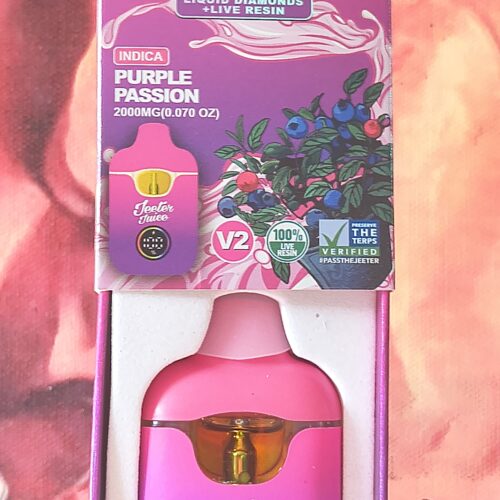 LIQUID DIAMONDS
+LIVE RESIN
INDICA
PURPLE
PASSION
2000MG(0.070 OZ)
Jeeter
Juice
V2
100%
LIVE
RESIN
PRESERVE
THE
TERPS
VERIFIED
#PASSTHEJEETER